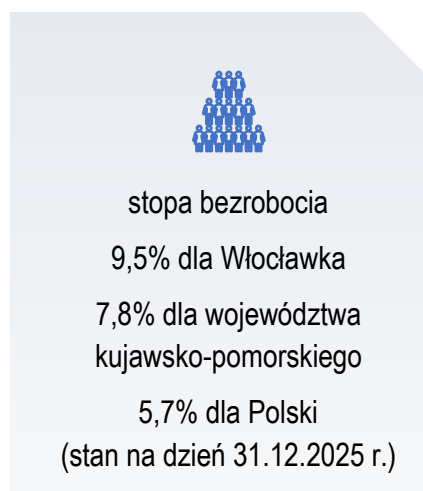 stopa bezrobocia
9,5% dla Włocławka
7,8% dla województwa
kujawsko-pomorskiego
5,7% dla Polski
(stan na dzień 31.12.2025 r.)